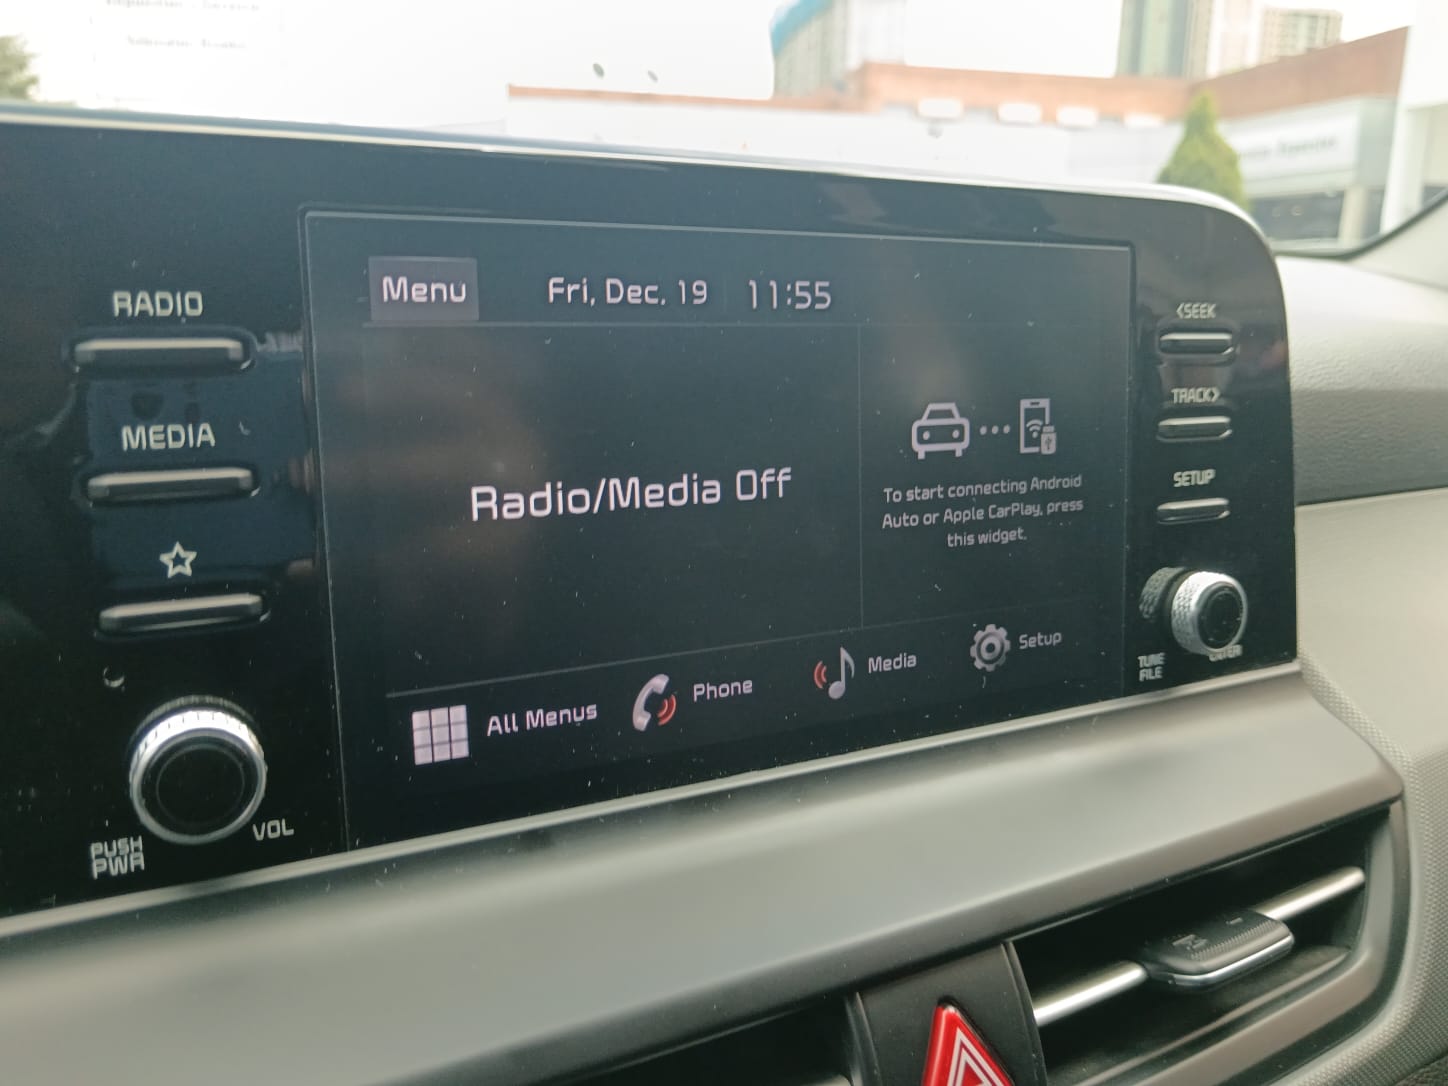 RADIO
MEDIA
PUSH
PWR
VOL
Menu
Fri, Dec. 19
11:55
Radio/Media Off
To start connecting Android
Auto or Apple CarPlay, press
this widget.
All Menus
Phone
Media
Setup
<SEEK
TRACK>
SETUP
TUNE
FILE